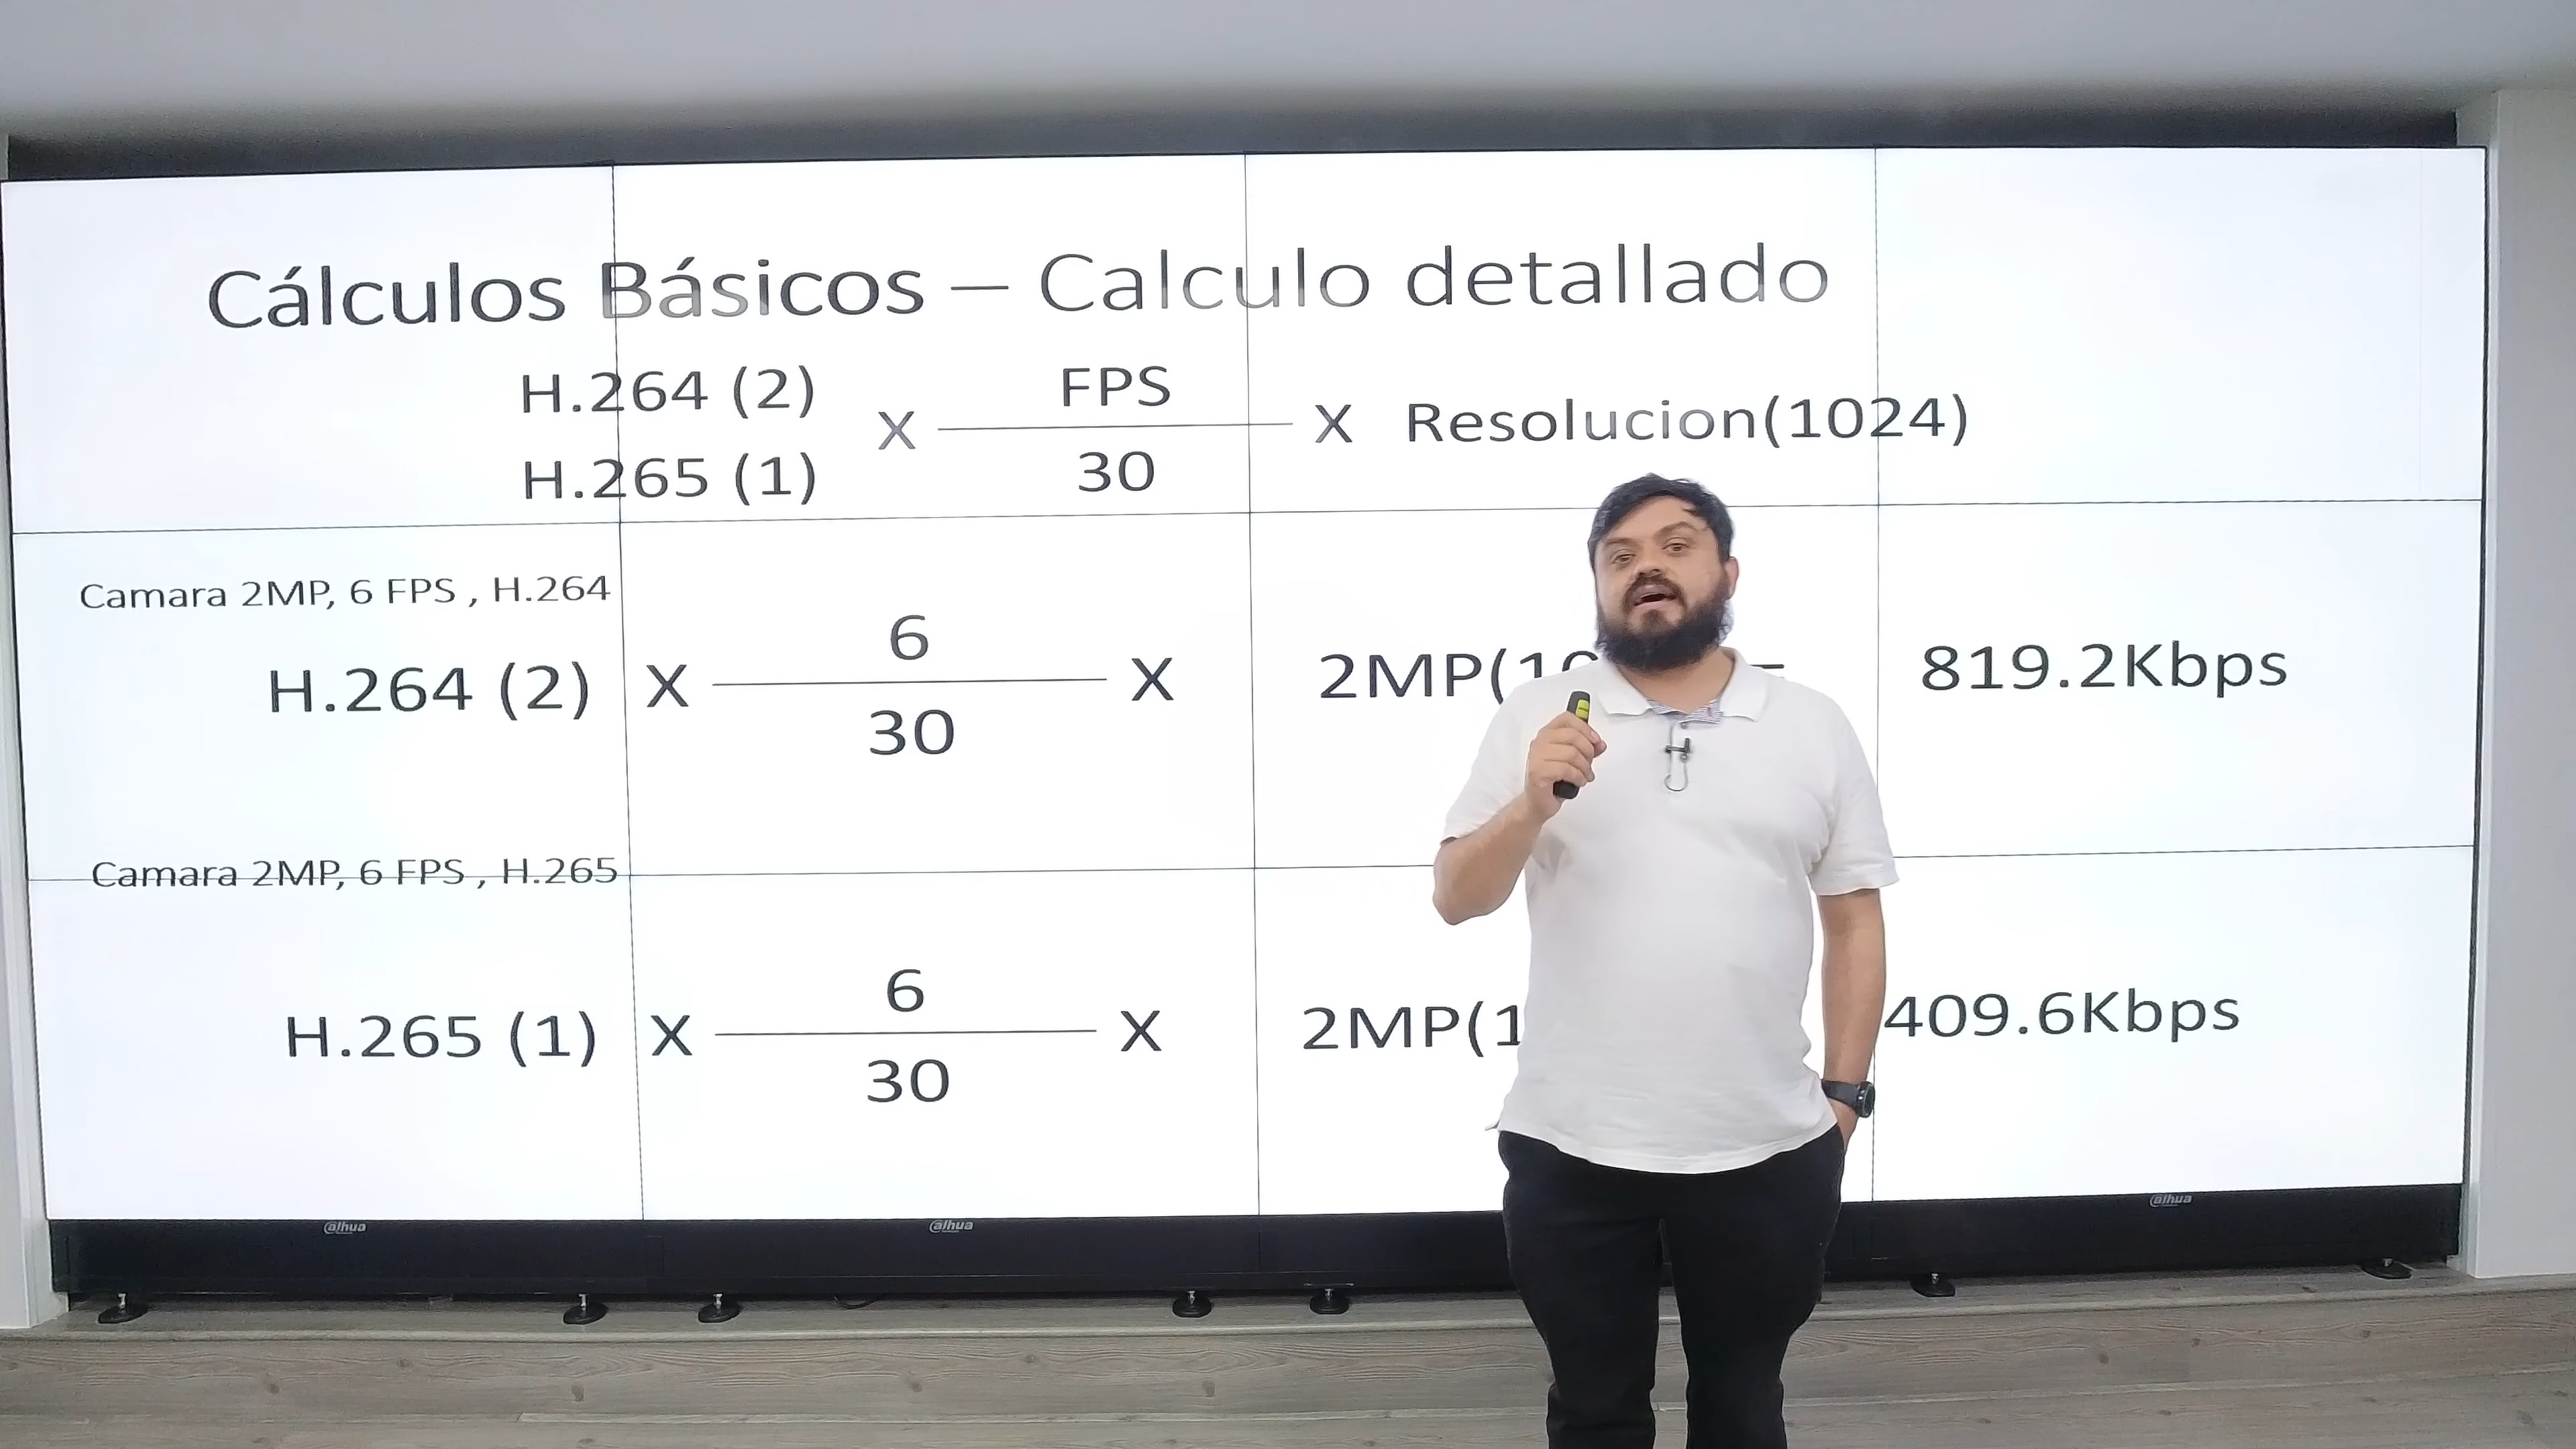 Cálculos Básicos – Calculo detallado
H.264 (2)
H.265 (1)
X
FPS
30
X Resolucion(1024)
Camara 2MP, 6 FPS , H.264
H.264 (2) X
6
30
X 2MP(10 = 819.2Kbps
Camara 2MP, 6 FPS , H.265
H.265 (1) X
6
30
X 2MP(1 409.6Kbps
alhua
alhua
alhua